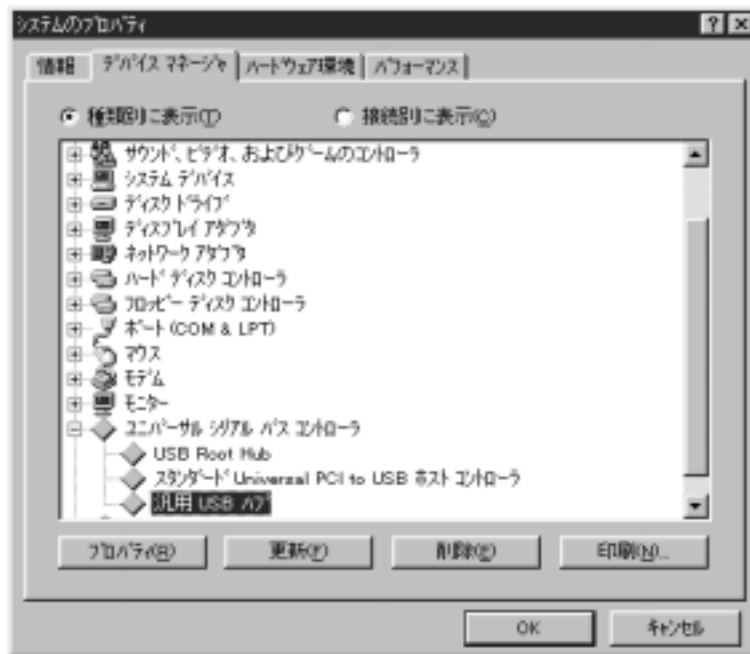 システムのプロパティ
情報 デバイス マネージャ ハードウェア環境 パフォーマンス
種類別に表示(T) 接続別に表示(C)
サウンド、ビデオ、およびゲームのコントローラ
システム デバイス
ディスク ドライブ
ディスプレイ アダプタ
ネットワーク アダプタ
ハード ディスク コントローラ
フロッピー ディスク コントローラ
ポート (COM & LPT)
マウス
モデム
モニター
ユニバーサル シリアル バス コントローラ
USB Root Hub
スタンダード Universal PCI to USB ホスト コントローラ
汎用 USB ハブ
プロパティ(R) 更新(F) 削除(E) 印刷(N)...
OK キャンセル